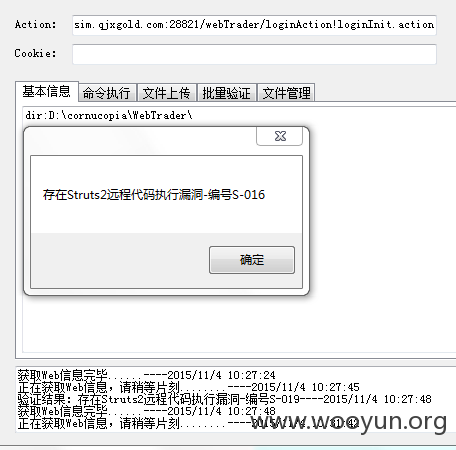 Action:
sim.qjxgold.com:28821/webTrader/loginAction!loginInit.action
Cookie:
基本信息 命令执行 文件上传 批量验证 文件管理
dir:D:\cornucopia\WebTrader\
存在Struts2远程代码执行漏洞-编号S-016
确定
获取Web信息完毕......----2015/11/4 10:27:24
正在获取Web信息，请稍等片刻........----2015/11/4 10:27:45
验证结果：存在Struts2远程代码执行漏洞-编号S-019----2015/11/4 10:27:48
获取Web信息完毕......----2015/11/4 10:27:48
正在获取Web信息，请稍等片刻
www.wooyun.org